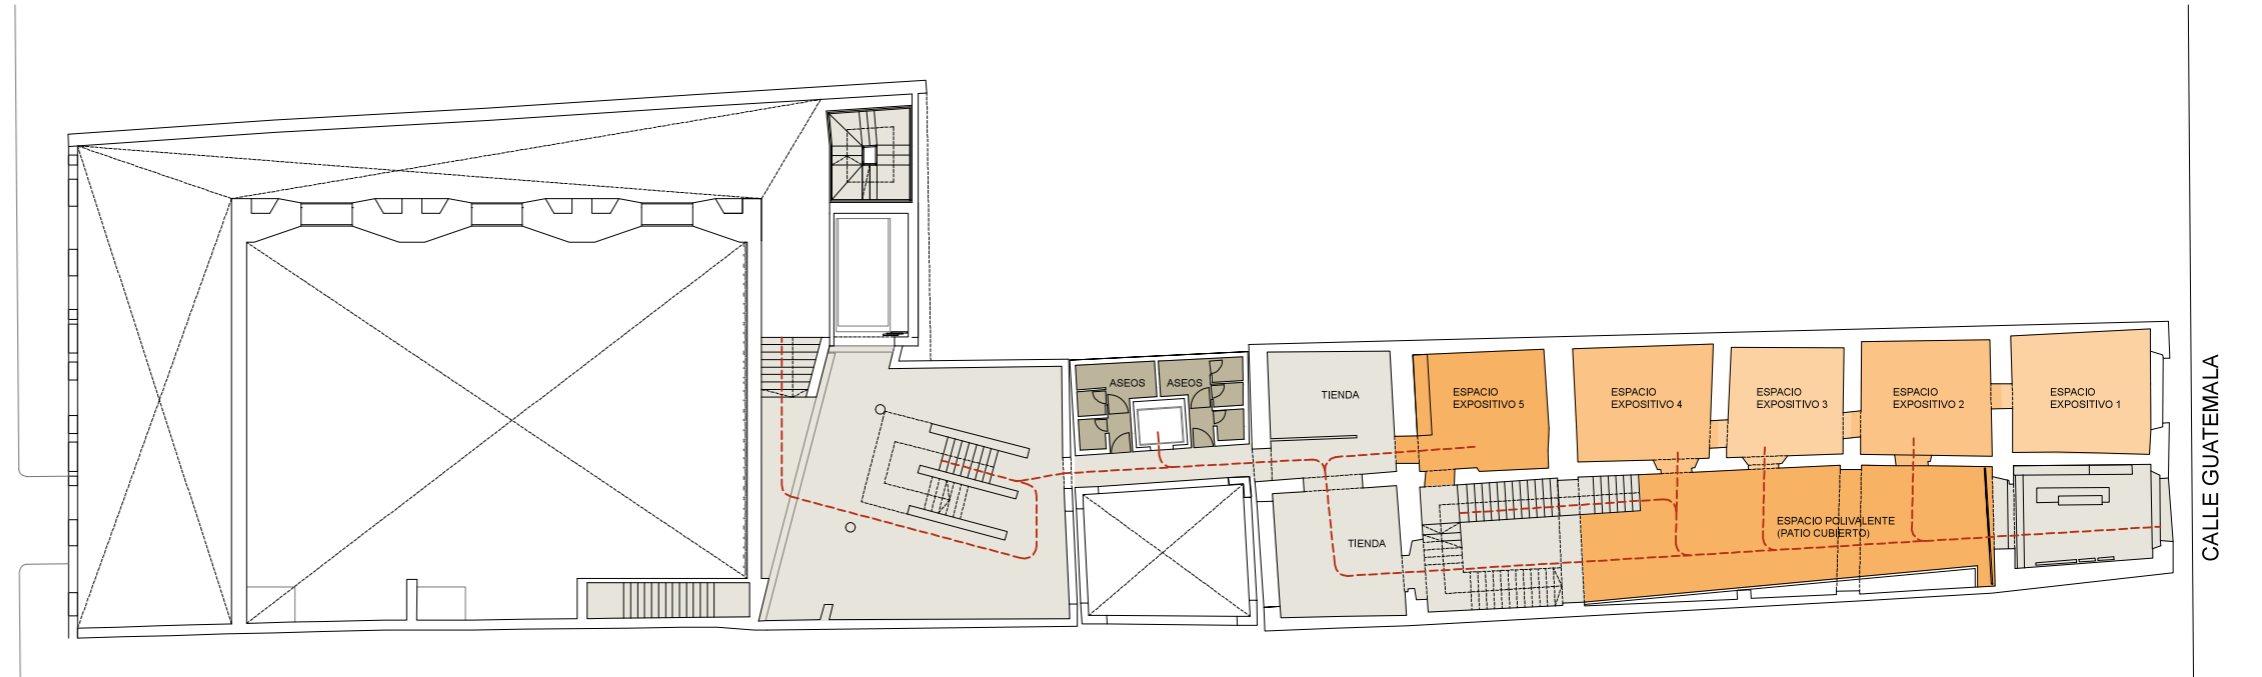 ASEOS
ASEOS
TIENDA
ESPACIO
EXPOSITIVO 5
ESPACIO
EXPOSITIVO 4
ESPACIO
EXPOSITIVO 3
ESPACIO
EXPOSITIVO 2
ESPACIO
EXPOSITIVO 1
TIENDA
ESPACIO POLIVALENTE
(PATIO CUBIERTO)
CALLE GUATEMALA